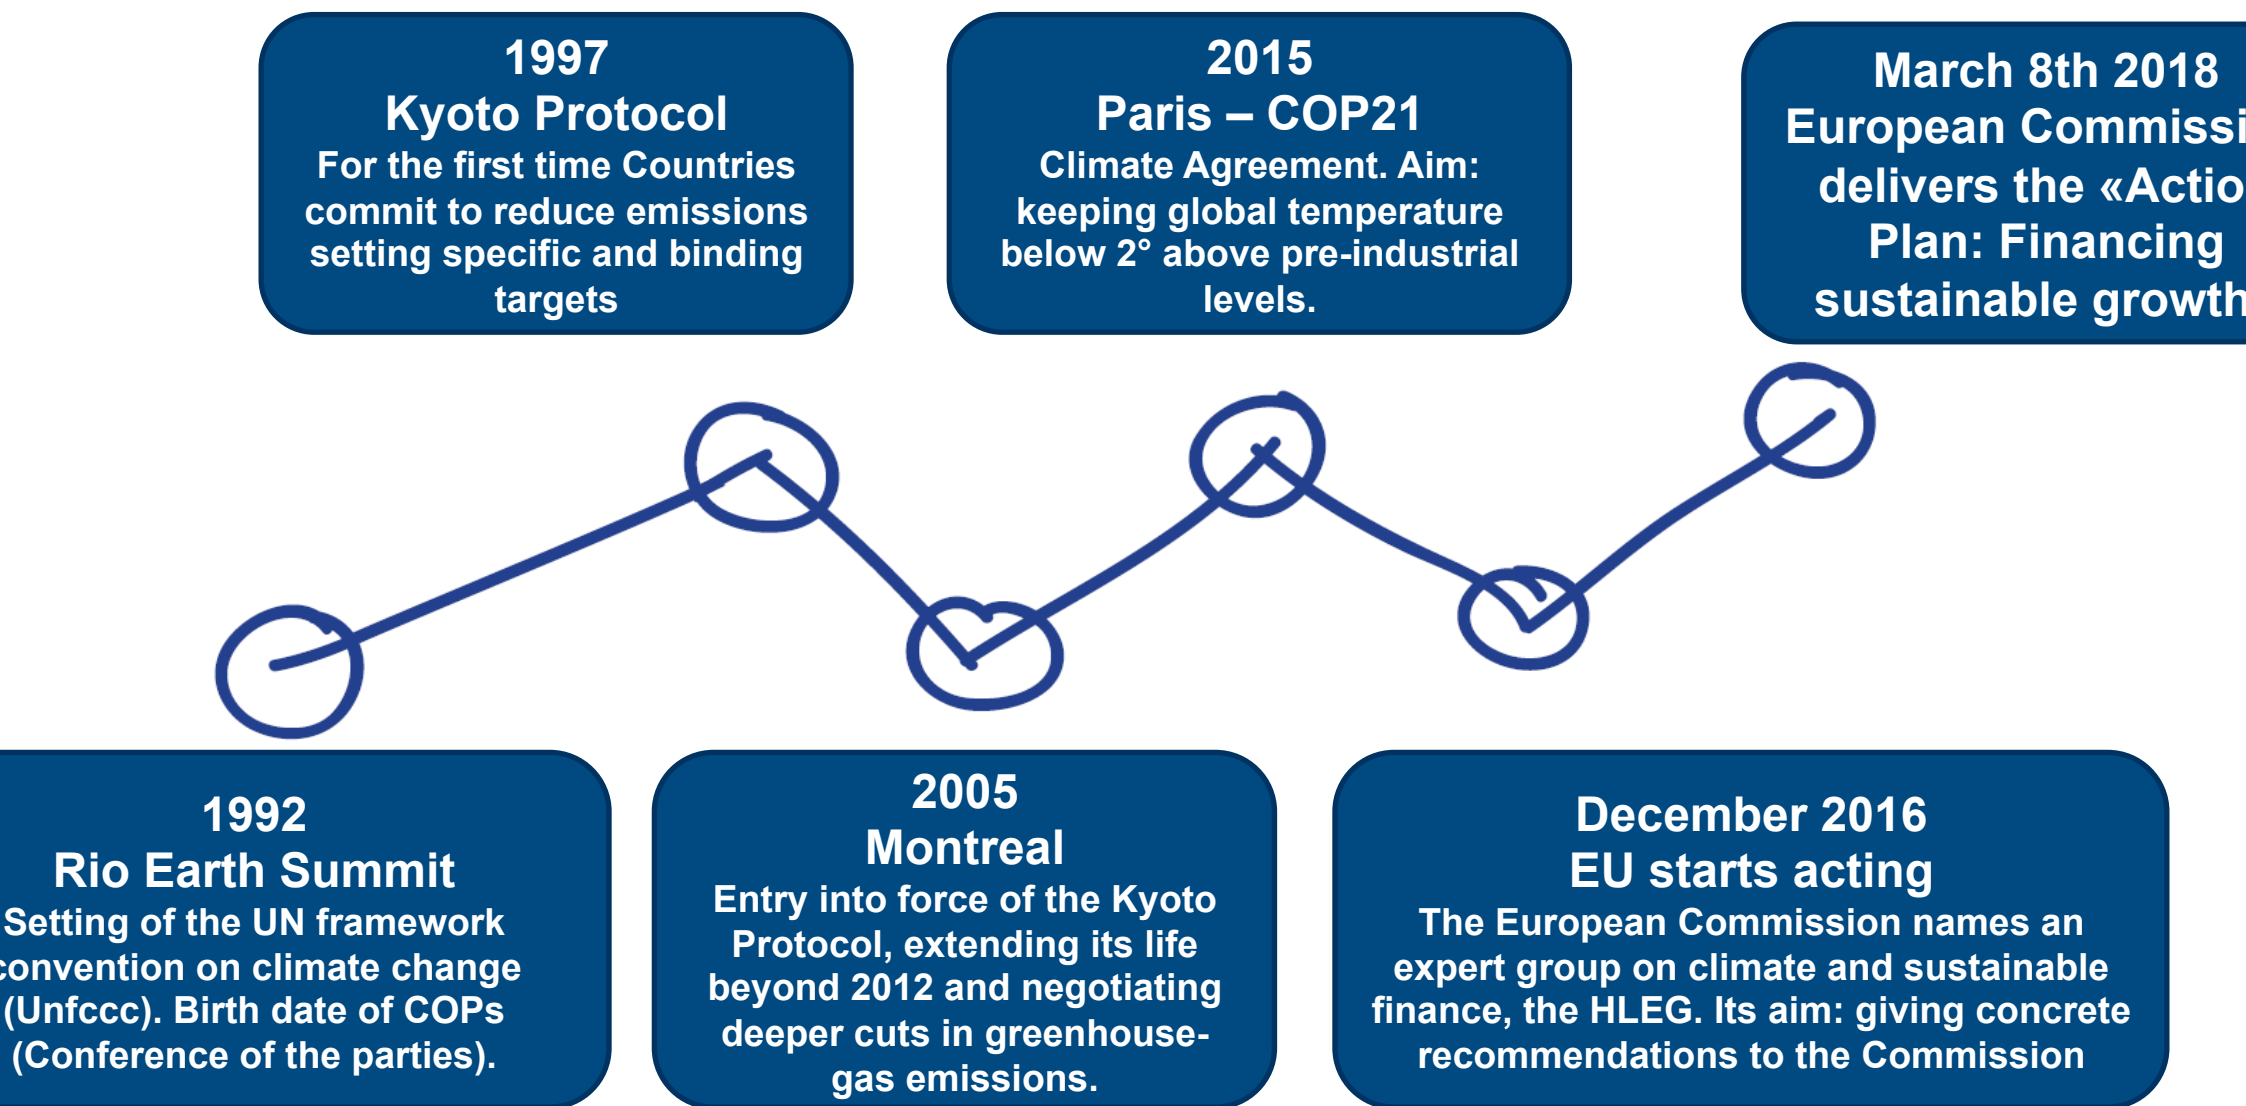 1997
Kyoto Protocol
For the first time Countries
commit to reduce emissions
setting specific and binding
targets
2015
Paris – COP21
Climate Agreement. Aim:
keeping global temperature
below 2° above pre-industrial
levels.
March 8th 2018
European Commissi
delivers the «Actio
Plan: Financing
sustainable growth
1992
Rio Earth Summit
Setting of the UN framework
convention on climate change
(Unfccc). Birth date of COPs
(Conference of the parties).
2005
Montreal
Entry into force of the Kyoto
Protocol, extending its life
beyond 2012 and negotiating
deeper cuts in greenhouse-
gas emissions.
December 2016
EU starts acting
The European Commission names an
expert group on climate and sustainable
finance, the HLEG. Its aim: giving concrete
recommendations to the Commission